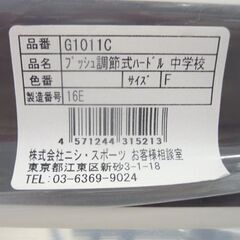 品番 G1011C
品名 プッシュ調節式ハードル 中学校
色番 サイズ F
製造番号 16E
4 571244 315213
株式会社ニシ・スポーツ お客様相談室
東京都江東区新砂3-1-18
TEL: 03-6369-9024